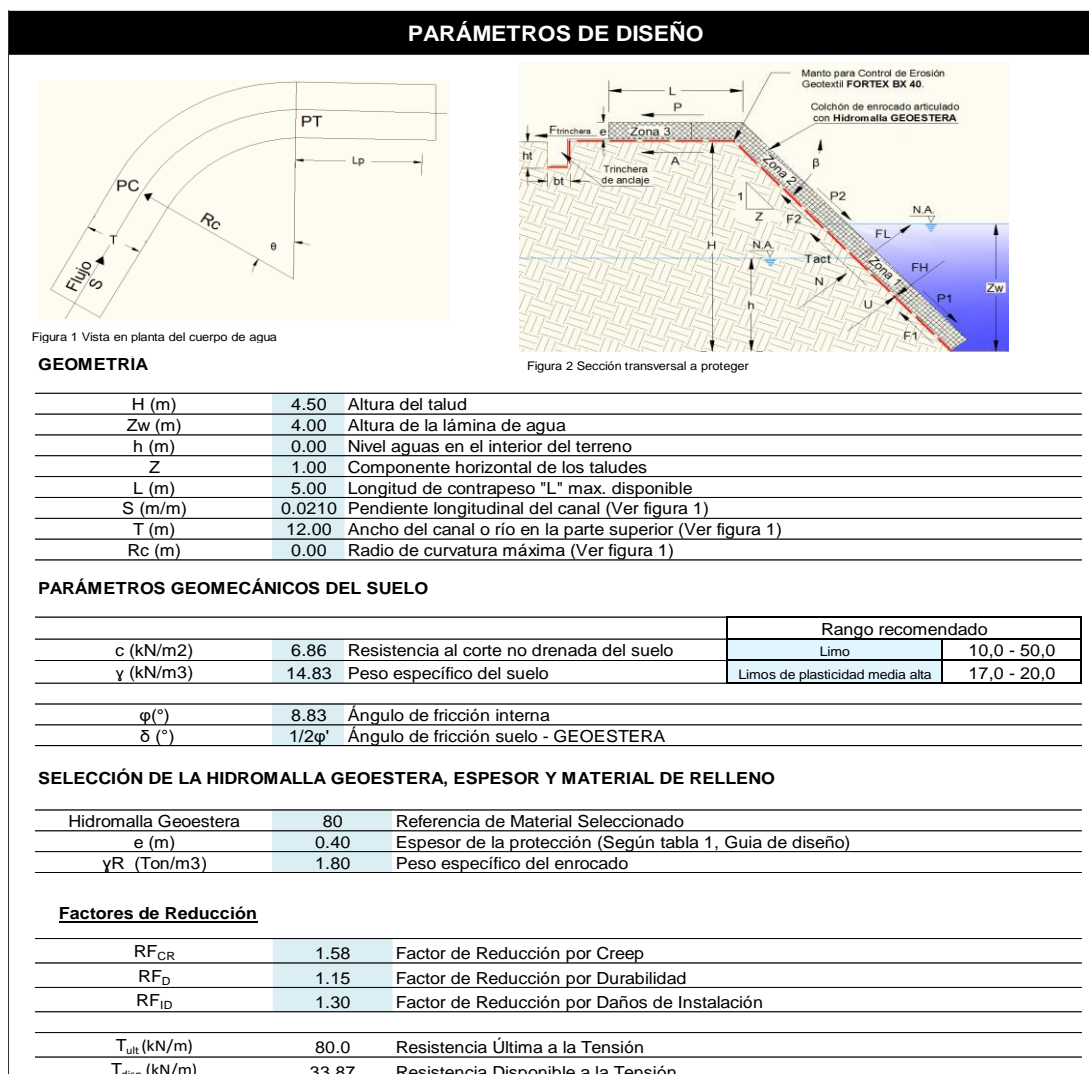 PARÁMETROS DE DISEÑO
PT
Lp
PC
Rc
T
θ
Flujo
S
Figura 1 Vista en planta del cuerpo de agua
Manto para Control de Erosión
Geotextil FORTEX BX 40.
Colchón de enrocado articulado
con Hidromalla GEOESTERA
L
P
Ftrinchera
e
Zona 3
ht
A
Trinchera
de anclaje
bt
Zona 2
β
1
Z
P2
F2
N.A.
FL
H
N.A.
Tact
Zona 1
FH
Zw
N
h
U
P1
F1
Figura 2 Sección transversal a proteger
GEOMETRIA
H (m) 4.50 Altura del talud
Zw (m) 4.00 Altura de la lámina de agua
h (m) 0.00 Nivel aguas en el interior del terreno
Z 1.00 Componente horizontal de los taludes
L (m) 5.00 Longitud de contrapeso "L" max. disponible
S (m/m) 0.0210 Pendiente longitudinal del canal (Ver figura 1)
T (m) 12.00 Ancho del canal o río en la parte superior (Ver figura 1)
Rc (m) 0.00 Radio de curvatura máxima (Ver figura 1)
PARÁMETROS GEOMECÁNICOS DEL SUELO
Rango recomendado
c (kN/m2) 6.86 Resistencia al corte no drenada del suelo Limo 10,0 - 50,0
γ (kN/m3) 14.83 Peso específico del suelo Limos de plasticidad media alta 17,0 - 20,0
φ(°) 8.83 Ángulo de fricción interna
δ (°) 1/2φ' Ángulo de fricción suelo - GEOESTERA
SELECCIÓN DE LA HIDROMALLA GEOESTERA, ESPESOR Y MATERIAL DE RELLENO
Hidromalla Geoestera 80 Referencia de Material Seleccionado
e (m) 0.40 Espesor de la protección (Según tabla 1, Guia de diseño)
γR (Ton/m3) 1.80 Peso específico del enrocado
Factores de Reducción
RFCR 1.58 Factor de Reducción por Creep
RFD 1.15 Factor de Reducción por Durabilidad
RFID 1.30 Factor de Reducción por Daños de Instalación
Tult (kN/m) 80.0 Resistencia Última a la Tensión
Tdisp (kN/m) 33.87 Resistencia Disponible a la Tensión